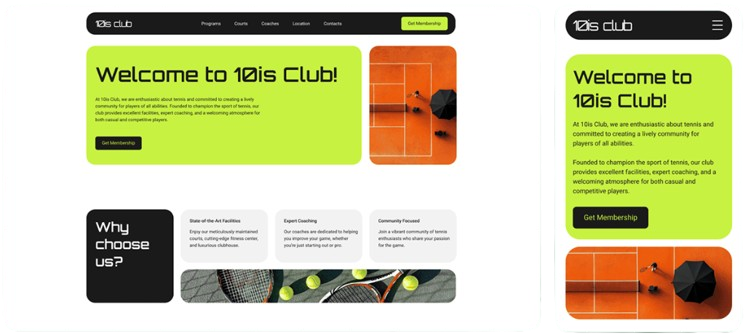 10is club
Programs
Courts
Coaches
Location
Contacts
Get Membership
Welcome to 10is Club!
At 10is Club, we are enthusiastic about tennis and committed to creating a lively
community for players of all abilities. Founded to champion the sport of tennis, our
club provides excellent facilities, expert coaching, and a welcoming atmosphere for
both casual and competitive players.
Get Membership
Why
choose
us?
State-of-the-Art Facilities
Enjoy our meticulously maintained
courts, cutting-edge fitness center,
and luxurious clubhouse.
Expert Coaching
Our coaches are dedicated to helping
you improve your game, whether
you're just starting out or pro.
Community Focused
Join a vibrant community of tennis
enthusiasts who share your passion
for the game.
10is club
Welcome to
10is Club!
At 10is Club, we are enthusiastic about tennis and
committed to creating a lively community for
players of all abilities.
Founded to champion the sport of tennis, our club
provides excellent facilities, expert coaching, and a
welcoming atmosphere for both casual and
competitive players.
Get Membership